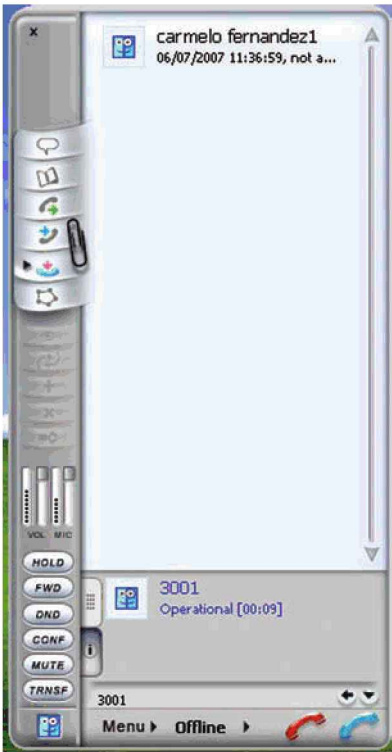 x
carmelo fernandez1
06/07/2007 11:36:59, not a...
VOL MIC
HOLD
FWD
DND
CONF
MUTE
TRNSF
3001
Operational [00:09]
i
3001
Menu Offline